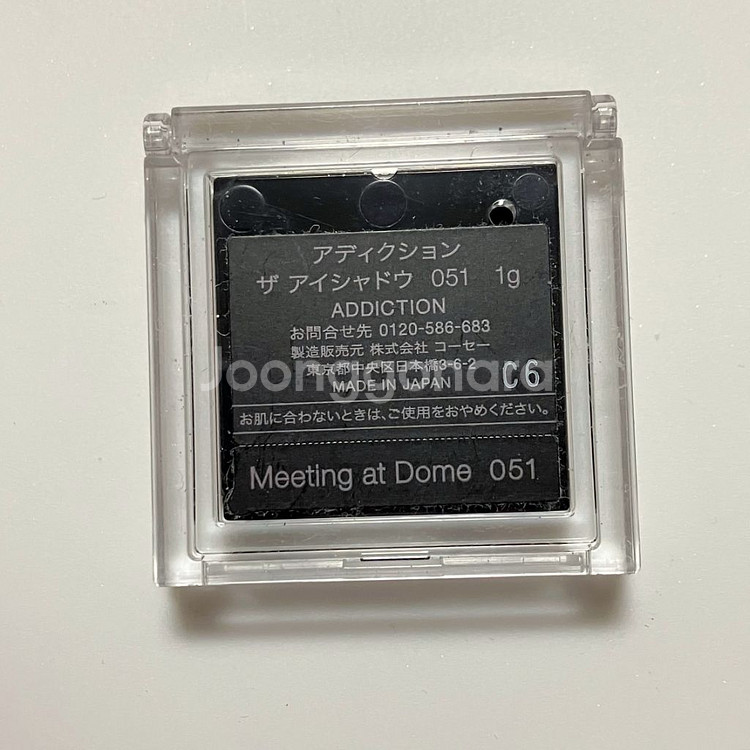 アディクション
ザ アイシャドウ 051 1g
ADDICTION
お問合せ先 0120-586-683
製造販売元 株式会社 コーセー
東京都中央区日本橋3-6-2
MADE IN JAPAN C6
Joonggonara
お肌に合わないときは、ご使用をおやめください。
Meeting at Dome 051